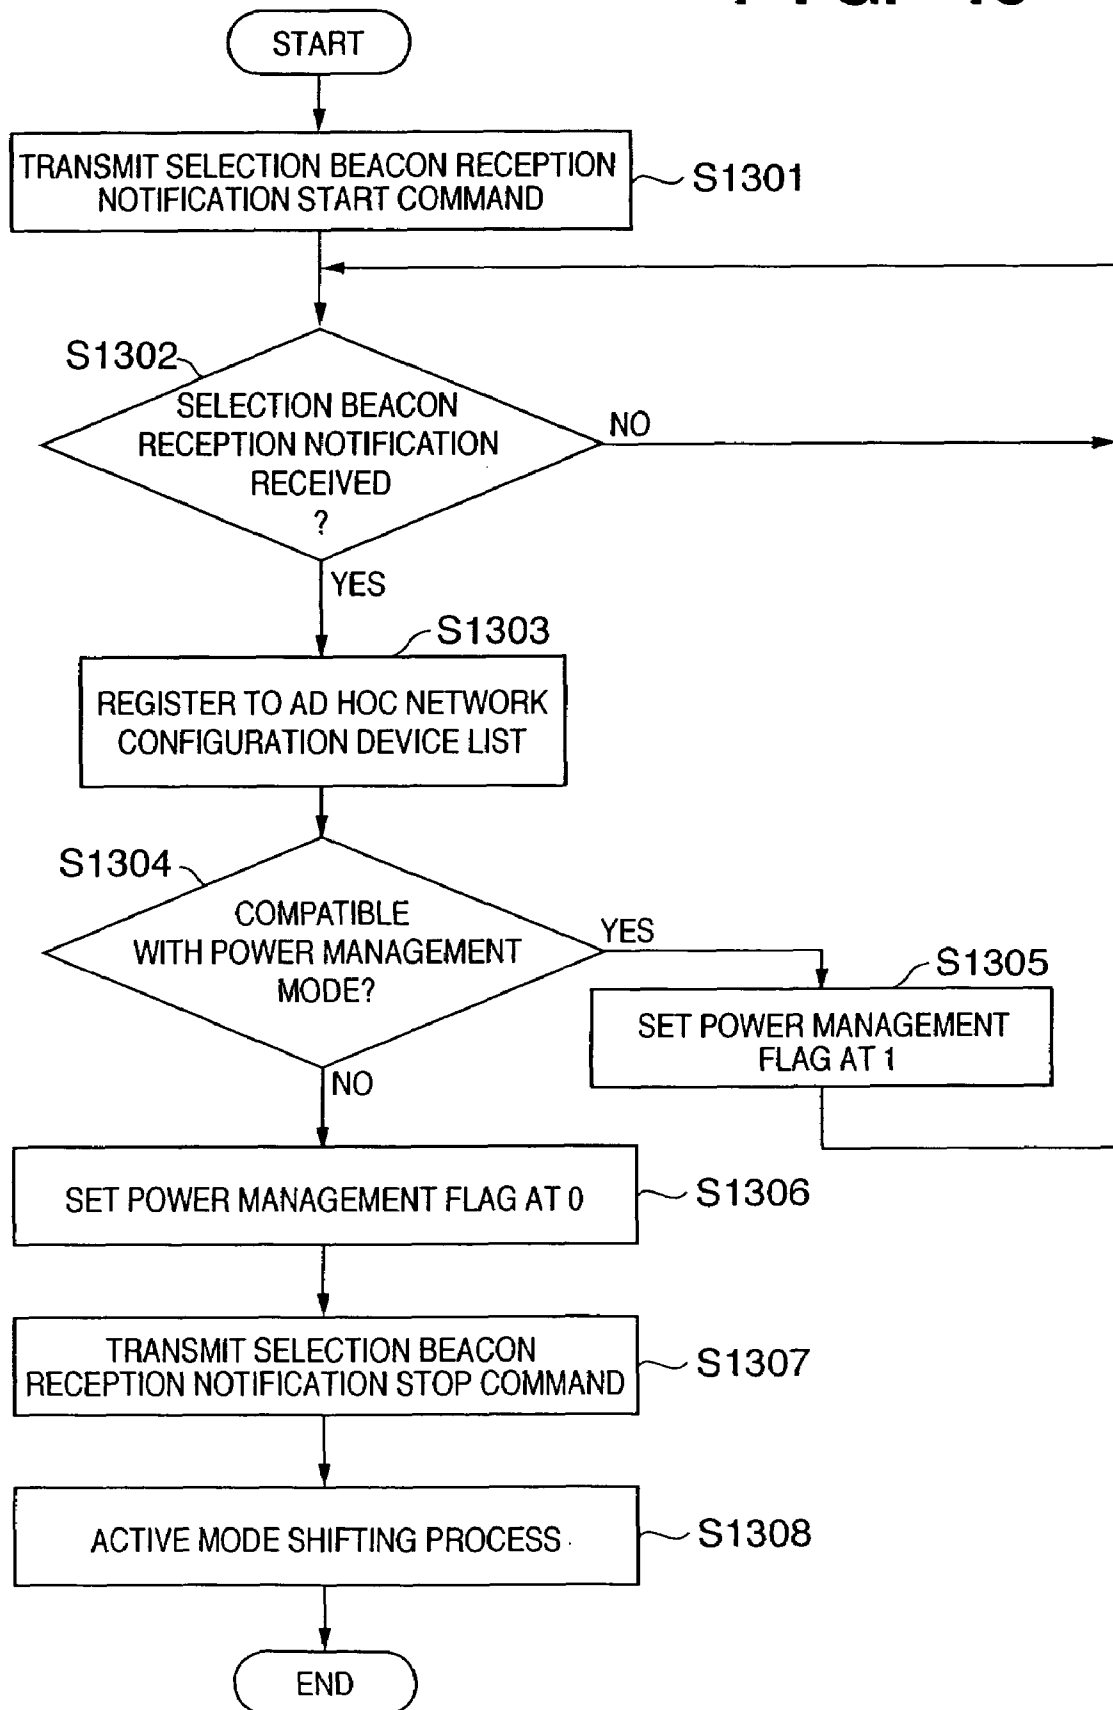 START
TRANSMIT SELECTION BEACON RECEPTION
NOTIFICATION START COMMAND
S1301
S1302
SELECTION BEACON
RECEPTION NOTIFICATION
RECEIVED
?
NO
YES
S1303
REGISTER TO AD HOC NETWORK
CONFIGURATION DEVICE LIST
S1304
COMPATIBLE
WITH POWER MANAGEMENT
MODE?
YES
S1305
SET POWER MANAGEMENT
FLAG AT 1
NO
SET POWER MANAGEMENT FLAG AT 0
S1306
TRANSMIT SELECTION BEACON
RECEPTION NOTIFICATION STOP COMMAND
S1307
ACTIVE MODE SHIFTING PROCESS
S1308
END